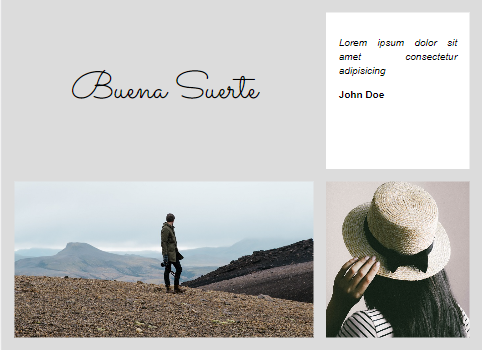 Buena Suerte
Lorem ipsum dolor sit
amet consectetur
adipisicing
John Doe